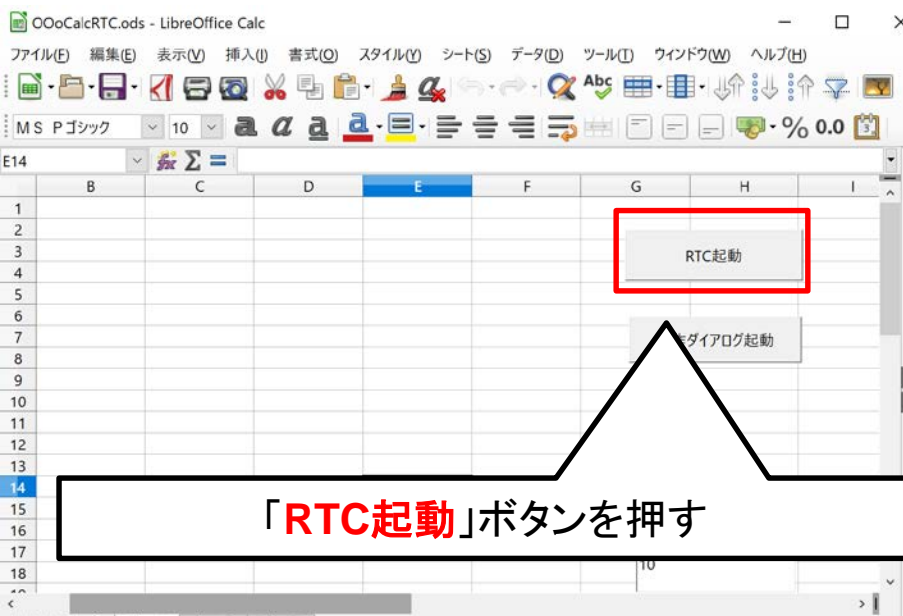 OOoCalcRTC.ods - LibreOffice Calc
ファイル(F) 編集(E) 表示(V) 挿入(I) 書式(O) スタイル(Y) シート(S) データ(D) ツール(T) ウィンドウ(W) ヘルプ(H)
Abc
ＭＳ Ｐゴシック 10 a a a a % 0.0
E14
B C D E F G H I
1
2
3
RTC起動
4
5
6
7
ダイアログ起動
8
9
10
11
12
13
14
15
「RTC起動」ボタンを押す
16
17
18
10